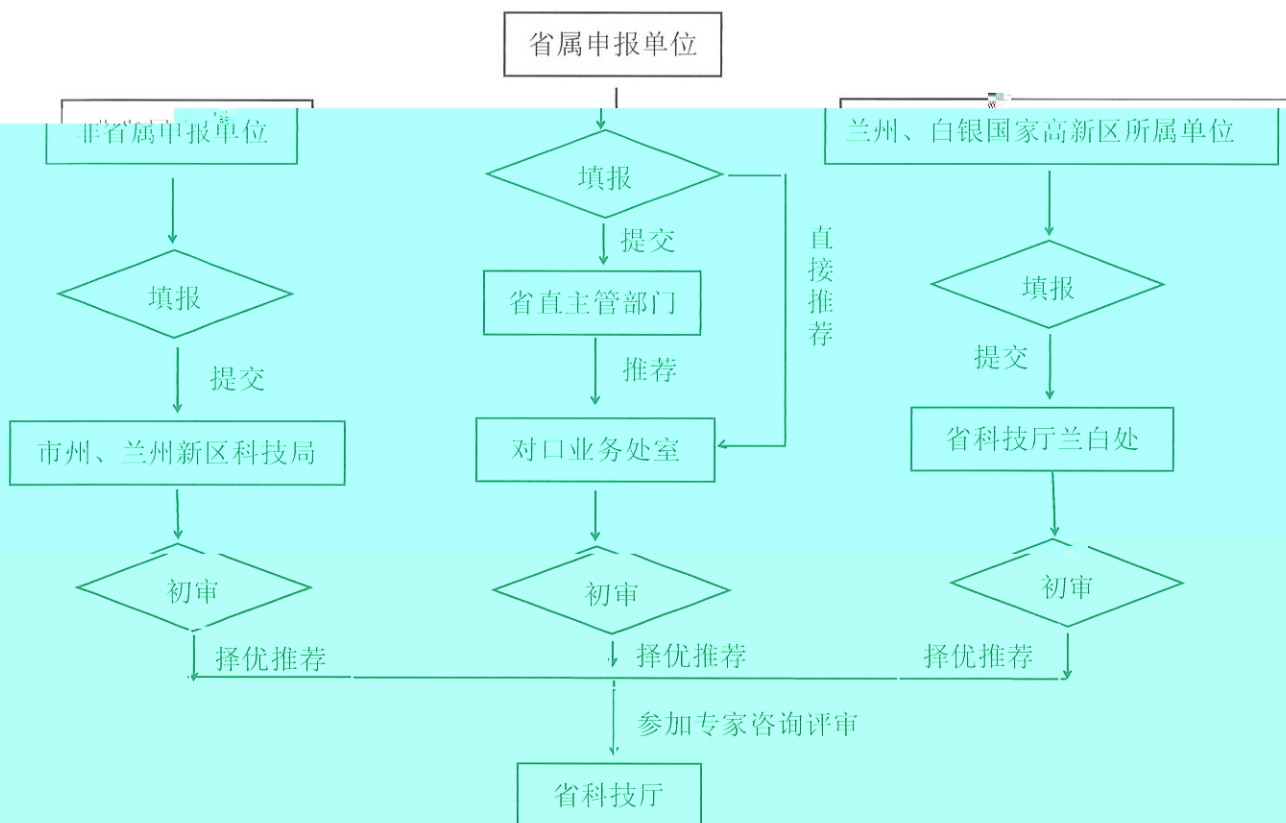 省属申报单位
非省属申报单位
兰州、白银国家高新区所属单位
填报
提交
直接推荐
填报
省直主管部门
填报
提交
推荐
提交
市州、兰州新区科技局
对口业务处室
省科技厅兰白处
初审
初审
初审
择优推荐
择优推荐
择优推荐
参加专家咨询评审
省科技厅